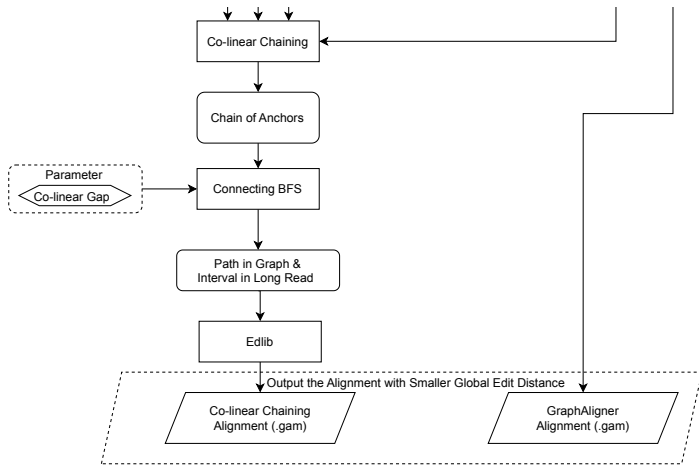 Co-linear Chaining
Chain of Anchors
Parameter
Co-linear Gap
Connecting BFS
Path in Graph &
Interval in Long Read
Edlib
Output the Alignment with Smaller Global Edit Distance
Co-linear Chaining
Alignment (.gam)
GraphAligner
Alignment (.gam)